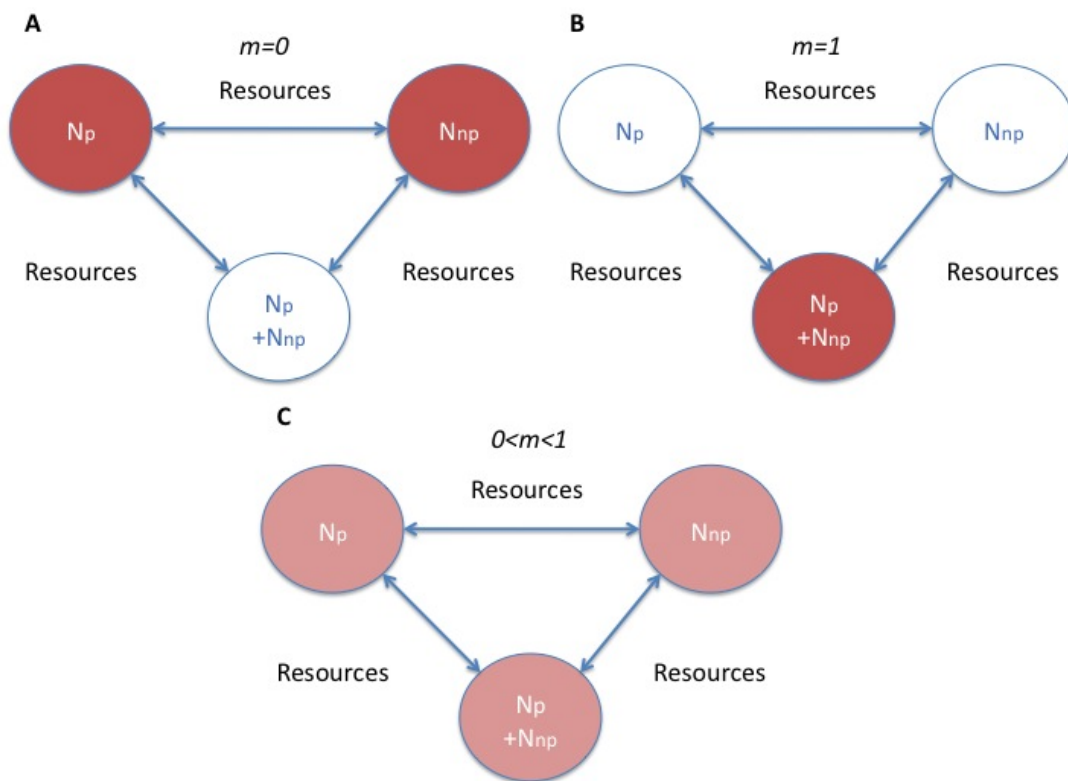 A
m=0
Resources
Np
Nnp
Resources
Resources
Np
+Nnp
B
m=1
Resources
Np
Nnp
Resources
Resources
Np
+Nnp
C
0<m<1
Resources
Np
Nnp
Resources
Resources
Np
+Nnp